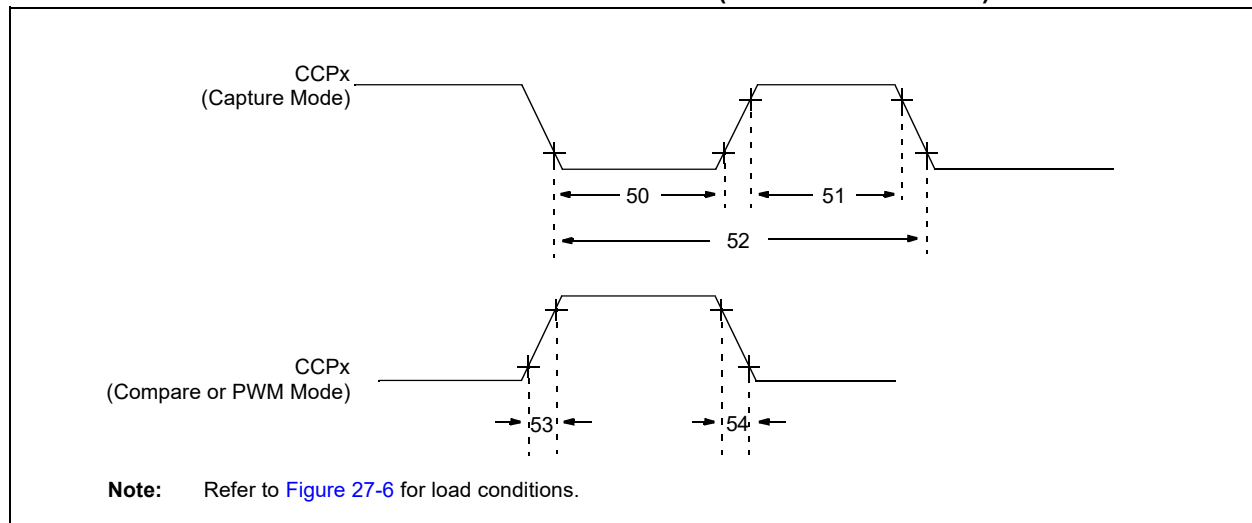 CCPx
(Capture Mode)
50
51
52
CCPx
(Compare or PWM Mode)
53
54
Note: Refer to Figure 27-6 for load conditions.